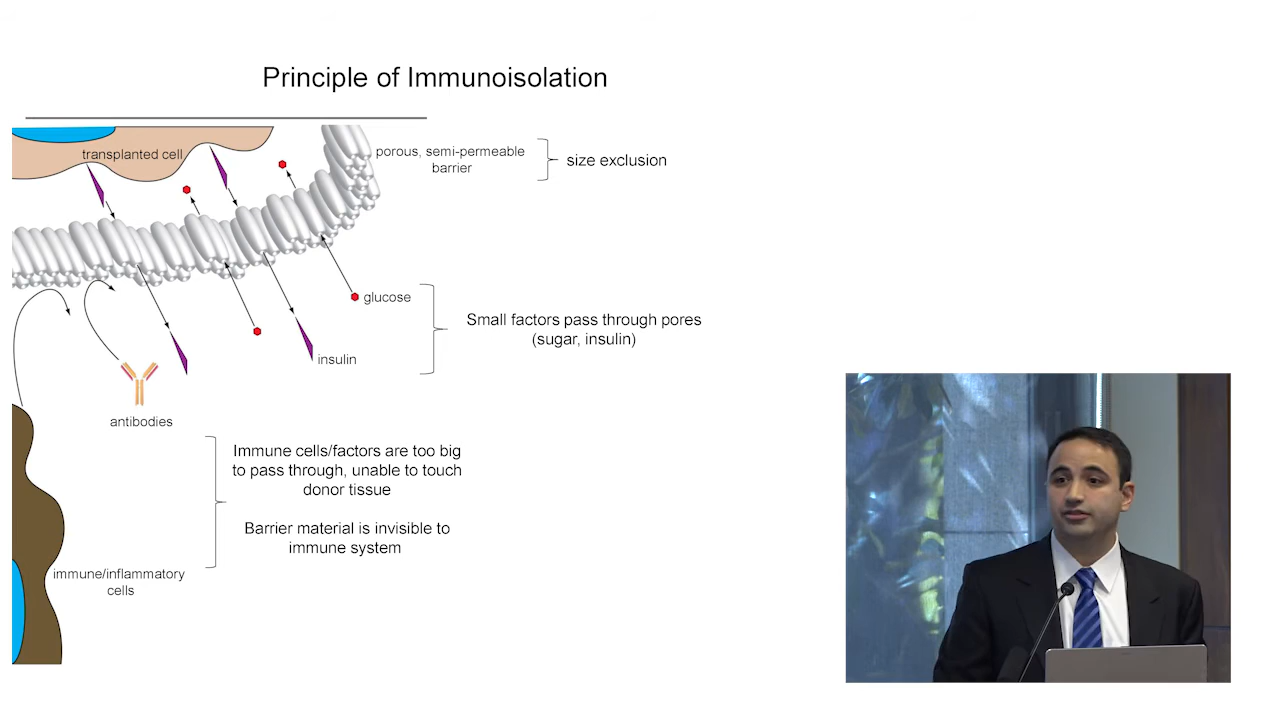 Principle of Immunoisolation
transplanted cell
porous, semi-permeable
barrier
size exclusion
glucose
Small factors pass through pores
(sugar, insulin)
insulin
antibodies
Immune cells/factors are too big
to pass through, unable to touch
donor tissue
Barrier material is invisible to
immune system
immune/inflammatory
cells